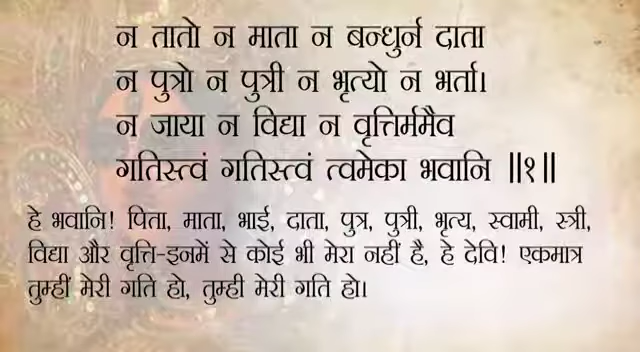 न तातो न माता न बन्धुर्न दाता
न पुत्रो न पुत्री न भृत्यो न भर्ता।
न जाया न विद्या न वृत्तिर्ममैव
गतिस्त्वं गतिस्त्वं त्वमेका भवानि ॥१॥
हे भवानि! पिता, माता, भाई, दाता, पुत्र, पुत्री, भृत्य, स्वामी, स्त्री,
विद्या और वृत्ति-इनमें से कोई भी मेरा नहीं है, हे देवि! एकमात्र
तुम्हीं मेरी गति हो, तुम्ही मेरी गति हो।